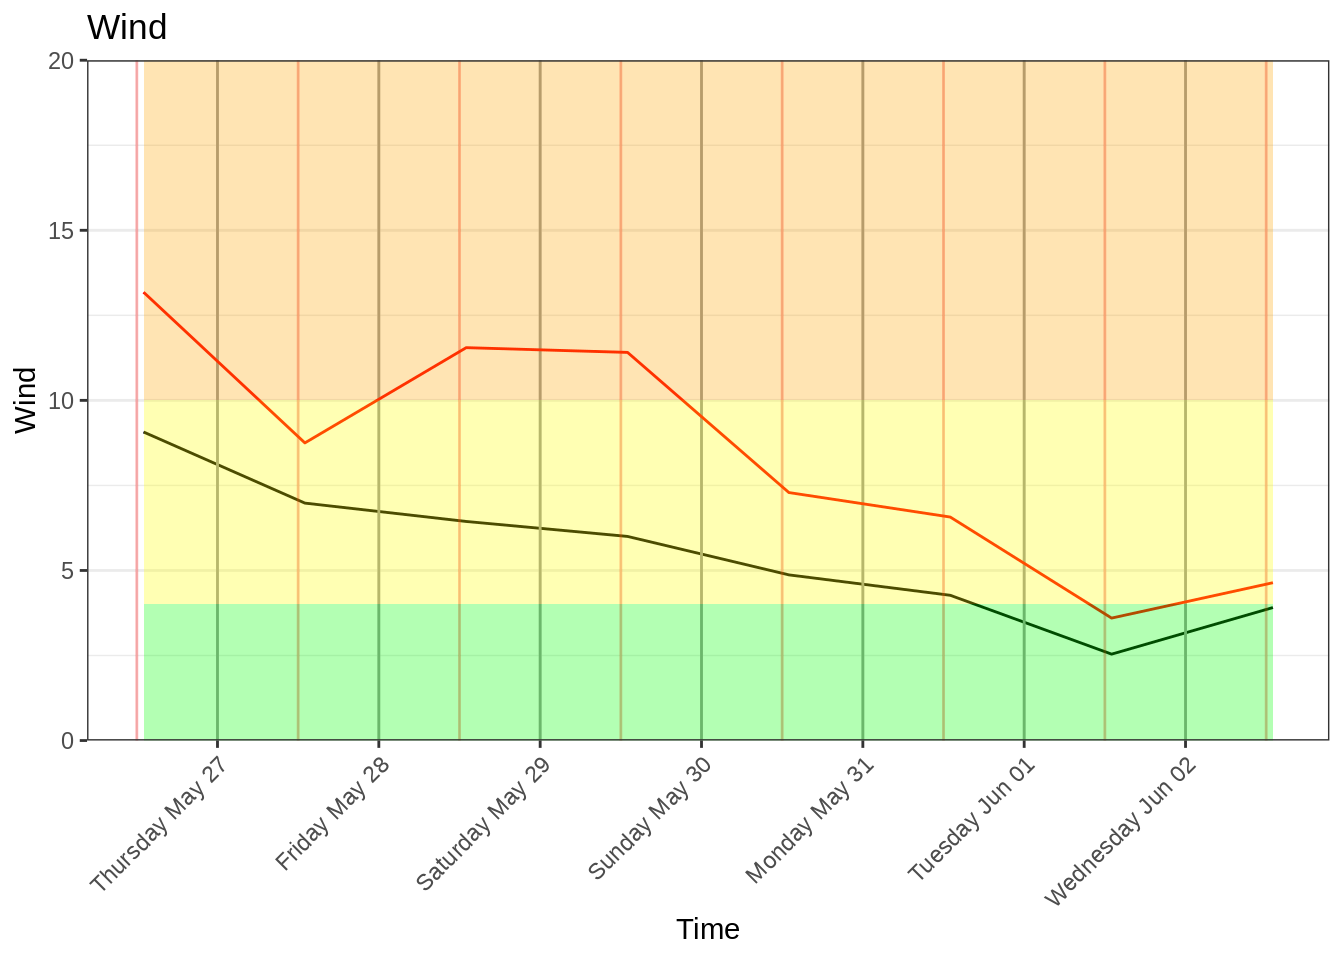 Wind
20
15
10
5
0
Wind
Thursday May 27
Friday May 28
Saturday May 29
Sunday May 30
Monday May 31
Tuesday Jun 01
Wednesday Jun 02
Time